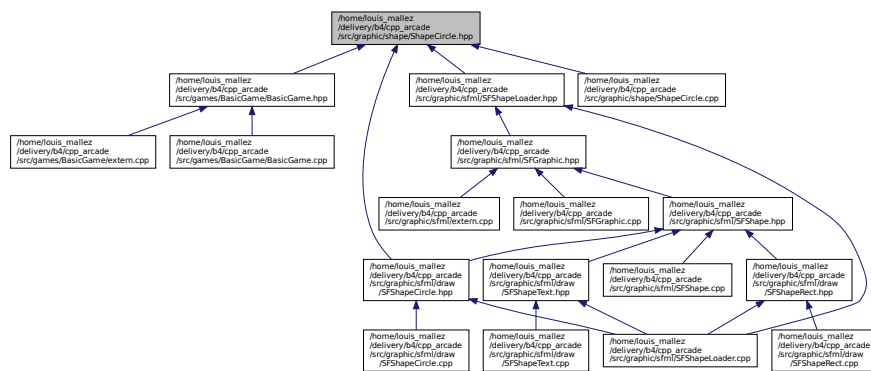 /home/louis_mallez
/delivery/b4/cpp_arcade
/src/graphic/shape/ShapeCircle.hpp
/home/louis_mallez
/delivery/b4/cpp_arcade
/src/games/BasicGame/BasicGame.hpp
/home/louis_mallez
/delivery/b4/cpp_arcade
/src/graphic/sfml/SFShapeLoader.hpp
/home/louis_mallez
/delivery/b4/cpp_arcade
/src/graphic/shape/ShapeCircle.cpp
/home/louis_mallez
/delivery/b4/cpp_arcade
/src/games/BasicGame/extern.cpp
/home/louis_mallez
/delivery/b4/cpp_arcade
/src/games/BasicGame/BasicGame.cpp
/home/louis_mallez
/delivery/b4/cpp_arcade
/src/graphic/sfml/SFGraphic.hpp
/home/louis_mallez
/delivery/b4/cpp_arcade
/src/graphic/sfml/extern.cpp
/home/louis_mallez
/delivery/b4/cpp_arcade
/src/graphic/sfml/SFGraphic.cpp
/home/louis_mallez
/delivery/b4/cpp_arcade
/src/graphic/sfml/SFShape.hpp
/home/louis_mallez
/delivery/b4/cpp_arcade
/src/graphic/sfml/draw
/SFShapeCircle.hpp
/home/louis_mallez
/delivery/b4/cpp_arcade
/src/graphic/sfml/draw
/SFShapeText.hpp
/home/louis_mallez
/delivery/b4/cpp_arcade
/src/graphic/sfml/SFShape.cpp
/home/louis_mallez
/delivery/b4/cpp_arcade
/src/graphic/sfml/draw
/SFShapeRect.hpp
/home/louis_mallez
/delivery/b4/cpp_arcade
/src/graphic/sfml/draw
/SFShapeCircle.cpp
/home/louis_mallez
/delivery/b4/cpp_arcade
/src/graphic/sfml/draw
/SFShapeText.cpp
/home/louis_mallez
/delivery/b4/cpp_arcade
/src/graphic/sfml/SFShapeLoader.cpp
/home/louis_mallez
/delivery/b4/cpp_arcade
/src/graphic/sfml/draw
/SFShapeRect.cpp